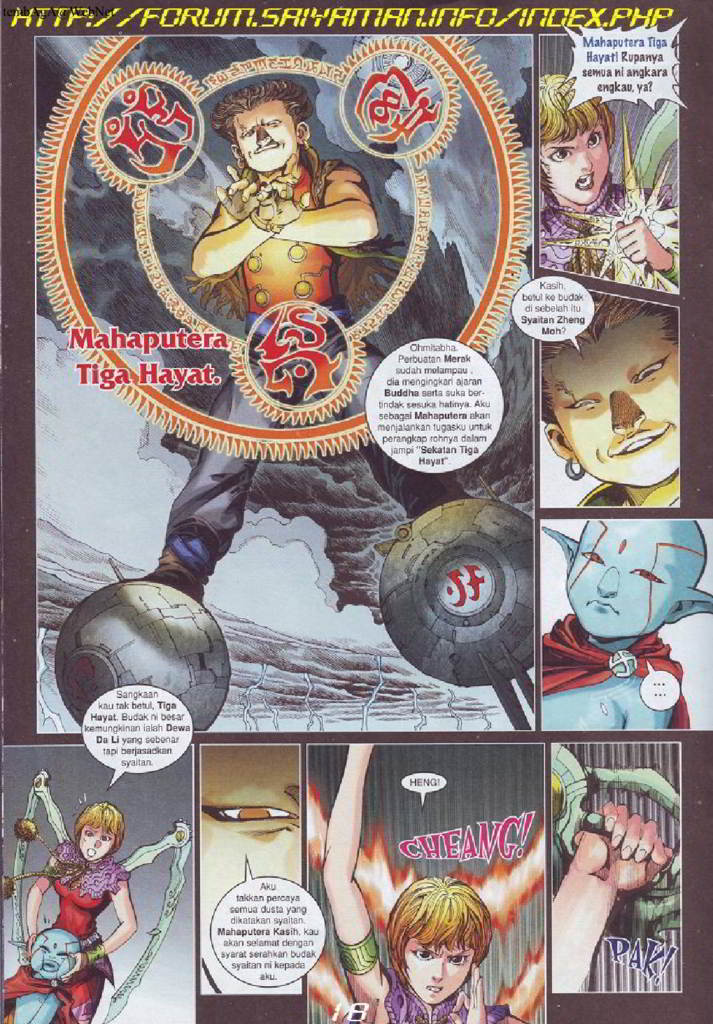 HTTP://FORUM.SAIYAMAN.INFO/INDEX.PHP
Mahaputera Tiga
Hayat! Rupanya
semua ni angkara
engkau, ya?
Mahaputera
Tiga Hayat.
Ohmitabha.
Perbuatan Merak
sudah melampau .
dia mengingkari ajaran
Buddha serta suka ber-
tindak sesuka hatinya. Aku
sebagai Mahaputera akan
menjalankan tugasku untuk
perangkap rohnya dalam
jampi "Sekatan Tiga
Hayat".
Kasih,
betul ke budak
di sebelah itu
Syaitan Zheng
Moh?
...
...
Sangkaan
kau tak betul, Tiga
Hayat. Budak ni besar
kemungkinan ialah Dewa
Da Li yang sebenar
tapi berjasadkan
syaitan.
Aku
takkan percaya
semua dusta yang
dikatakan syaitan.
Mahaputera Kasih, kau
akan selamat dengan
syarat serahkan budak
syaitan ni kepada
aku.
HENG!
CHEANG!
PAK!
18